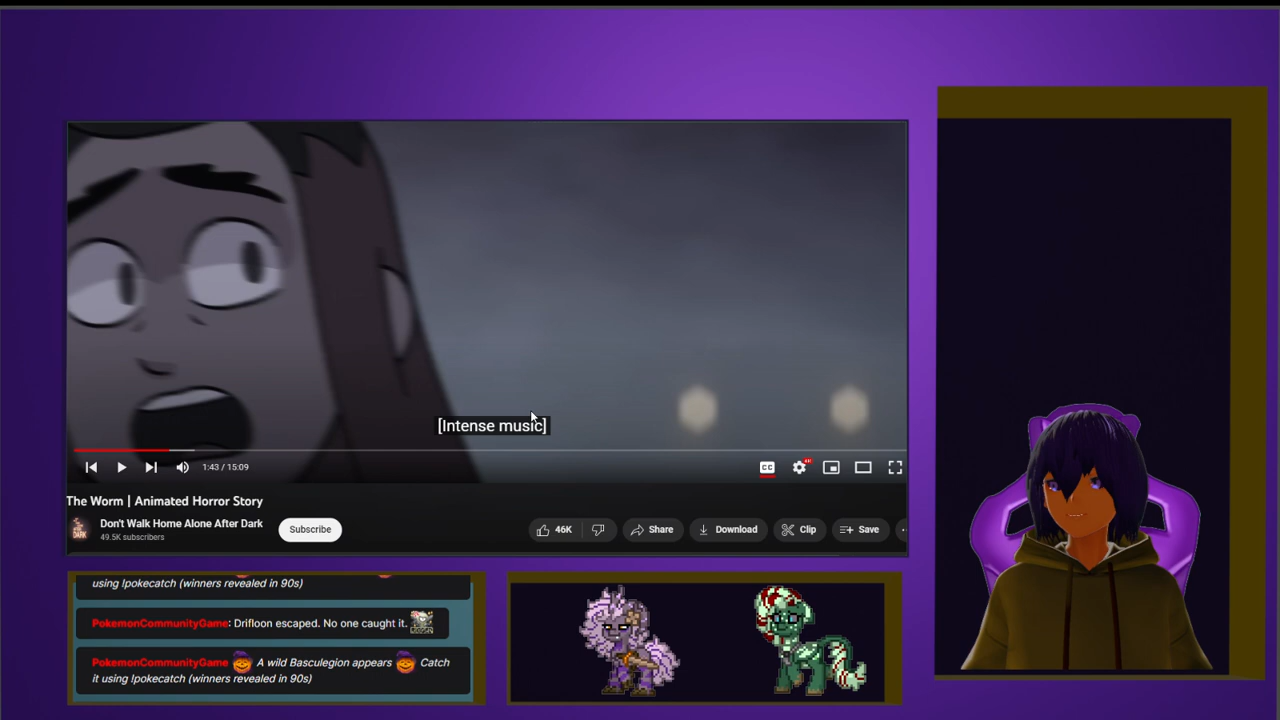 [Intense music]
1:43 / 15:09
CC
The Worm | Animated Horror Story
Don't Walk Home Alone After Dark
49.5K subscribers
Subscribe
46K
Share
Download
Clip
Save
using !pokecatch (winners revealed in 90s)
PokemonCommunityGame: Drifloon escaped. No one caught it.
PokemonCommunityGame A wild Basculegion appears Catch
it using !pokecatch (winners revealed in 90s)